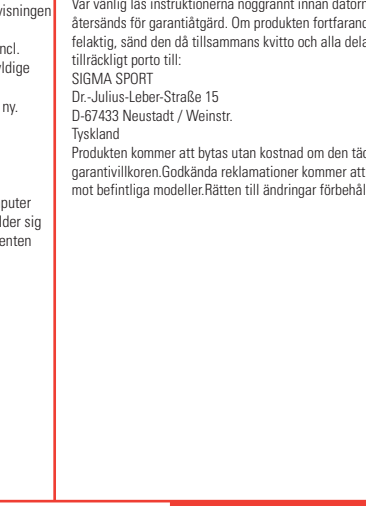 visningen
ncl.
ldige
ny.
puter
lder sig
enten
Var vänlig läs instruktionerna noggrannt innan datorn
återsänds för garantiåtgärd. Om produkten fortfarand
felaktig, sänd den då tillsammans kvitto och alla dela
tillräckligt porto till:
SIGMA SPORT
Dr.-Julius-Leber-Straße 15
D-67433 Neustadt / Weinstr.
Tyskland
Produkten kommer att bytas utan kostnad om den täc
garantivillkoren.Godkända reklamationer kommer att
mot befintliga modeller.Rätten till ändringar förbehål